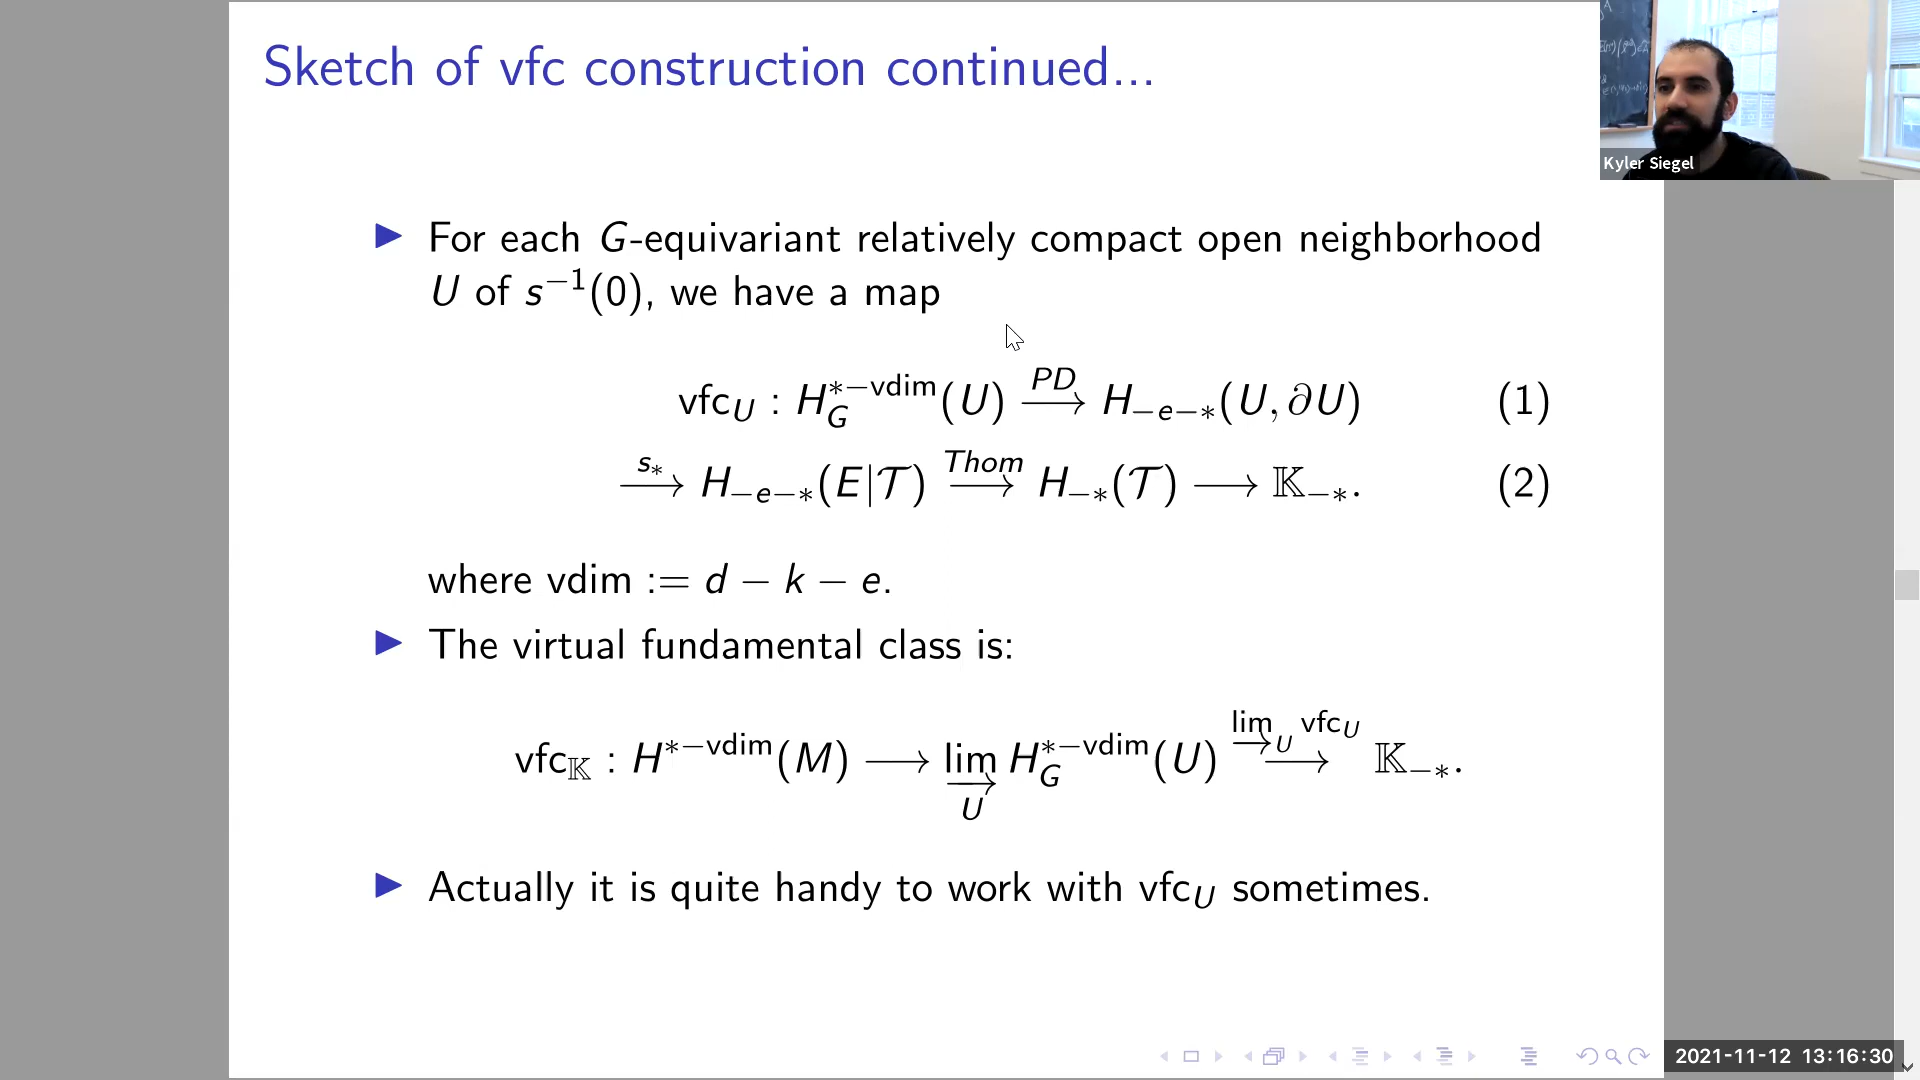 Sketch of vfc construction continued...
Kyler Siegel
▶ For each G-equivariant relatively compact open neighborhood
U of s⁻¹(0), we have a map
vfc_U : H_G^{*−vdim}(U) \xrightarrow{PD} H_{−e−*}(U, ∂U) (1)
\xrightarrow{s_*} H_{−e−*}(E|𝒯) \xrightarrow{Thom} H_{−*}(𝒯) ⟶ 𝕂_{−*}. (2)
where vdim := d − k − e.
▶ The virtual fundamental class is:
vfc_𝕂 : H^{*−vdim}(M) ⟶ \varinjlim_U H_G^{*−vdim}(U) \xrightarrow{\varinjlim_U vfc_U} 𝕂_{−*}.
▶ Actually it is quite handy to work with vfc_U sometimes.
2021-11-12 13:16:30